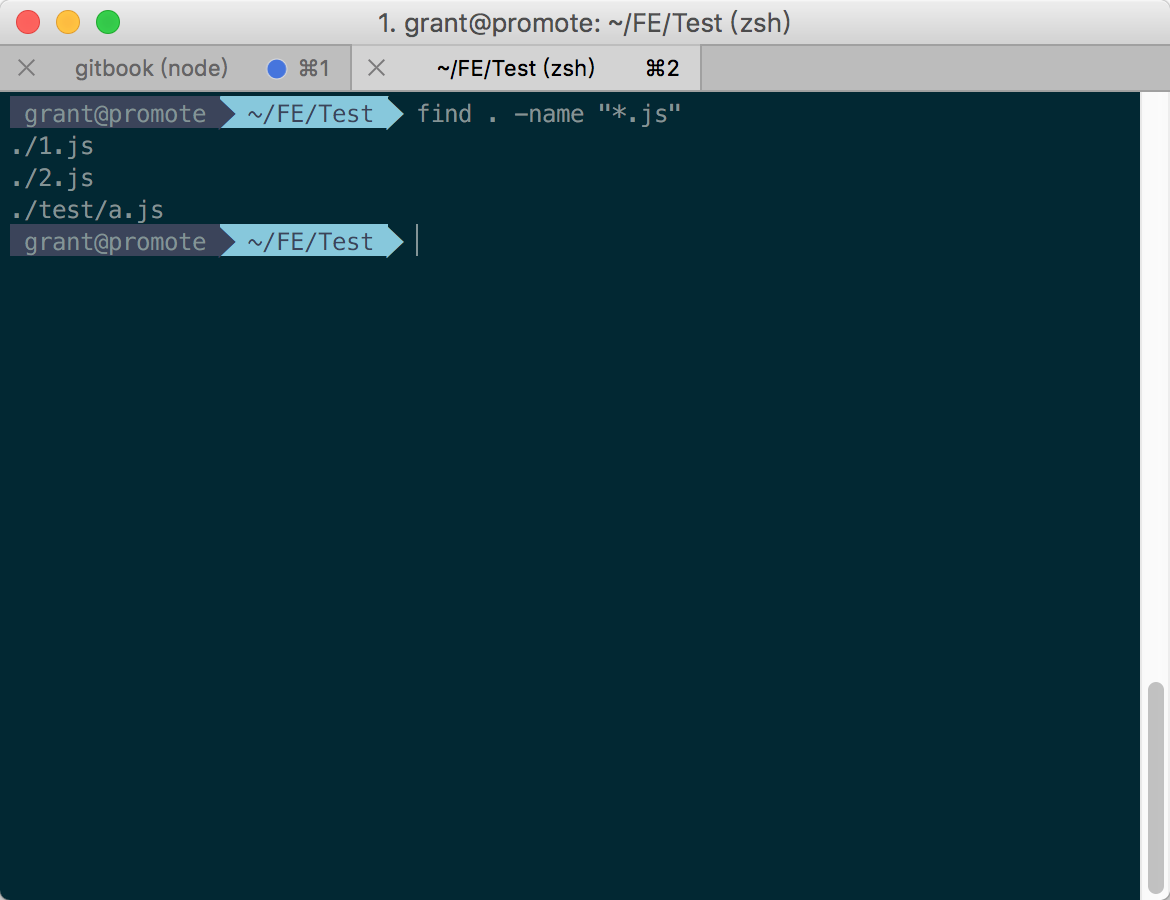 1. grant@promote: ~/FE/Test (zsh)
gitbook (node) ⌘1 ~/FE/Test (zsh) ⌘2
grant@promote ~/FE/Test find . -name "*.js"
./1.js
./2.js
./test/a.js
grant@promote ~/FE/Test